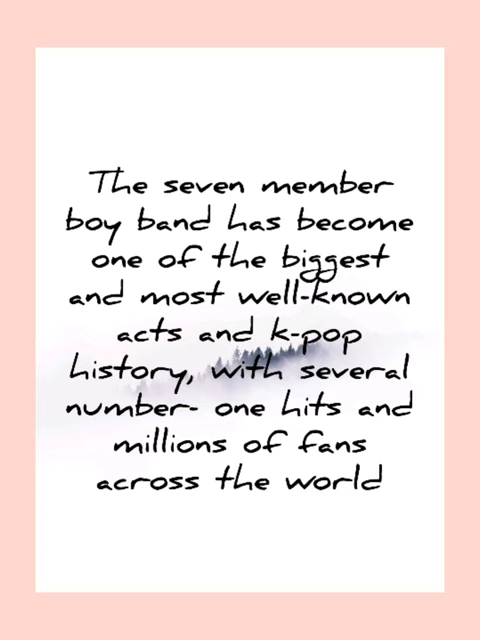 The seven member
boy band has become
one of the biggest
and most well-known
acts and k-pop
history, with several
number- one hits and
millions of fans
across the world